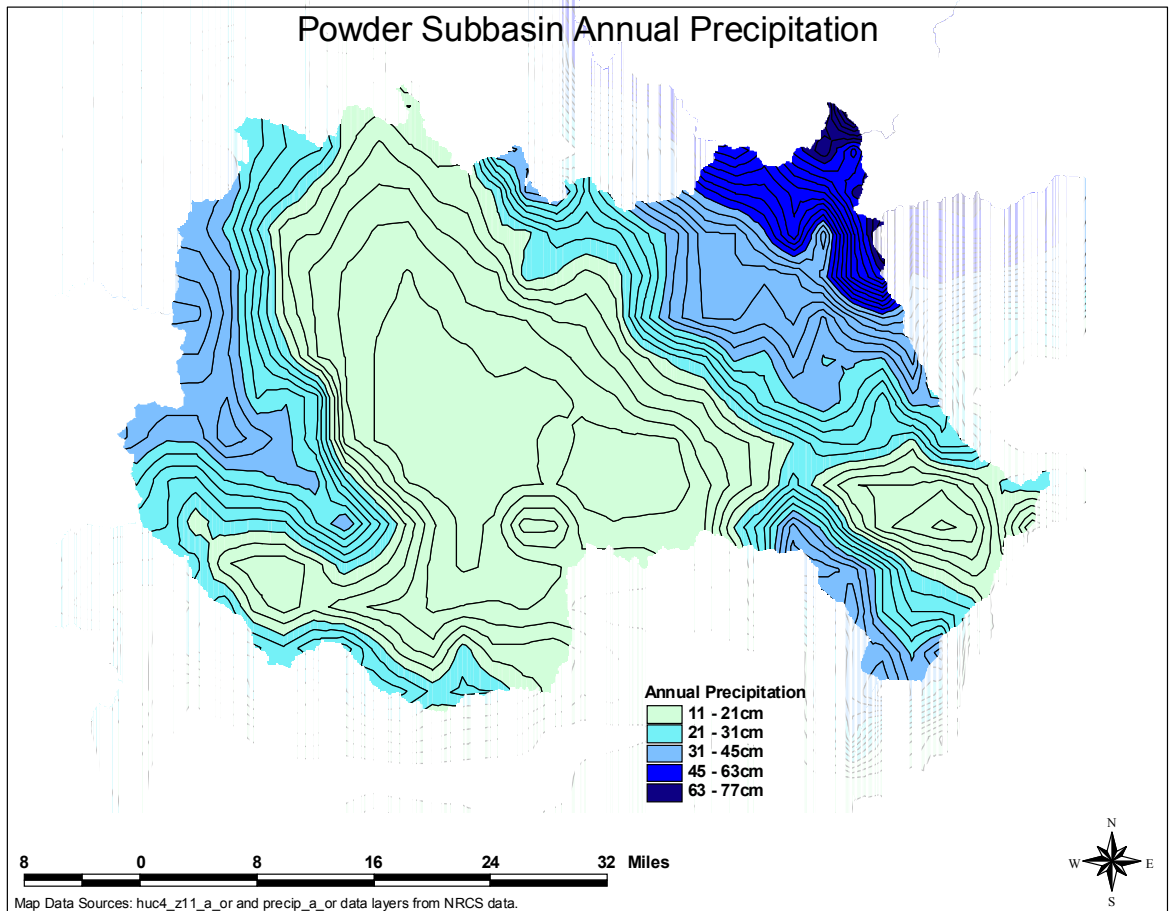 Powder Subbasin Annual Precipitation
Annual Precipitation
11 - 21cm
21 - 31cm
31 - 45cm
45 - 63cm
63 - 77cm
8 0 8 16 24 32 Miles
N
W E
S
Map Data Sources: huc4_z11_a_or and precip_a_or data layers from NRCS data.